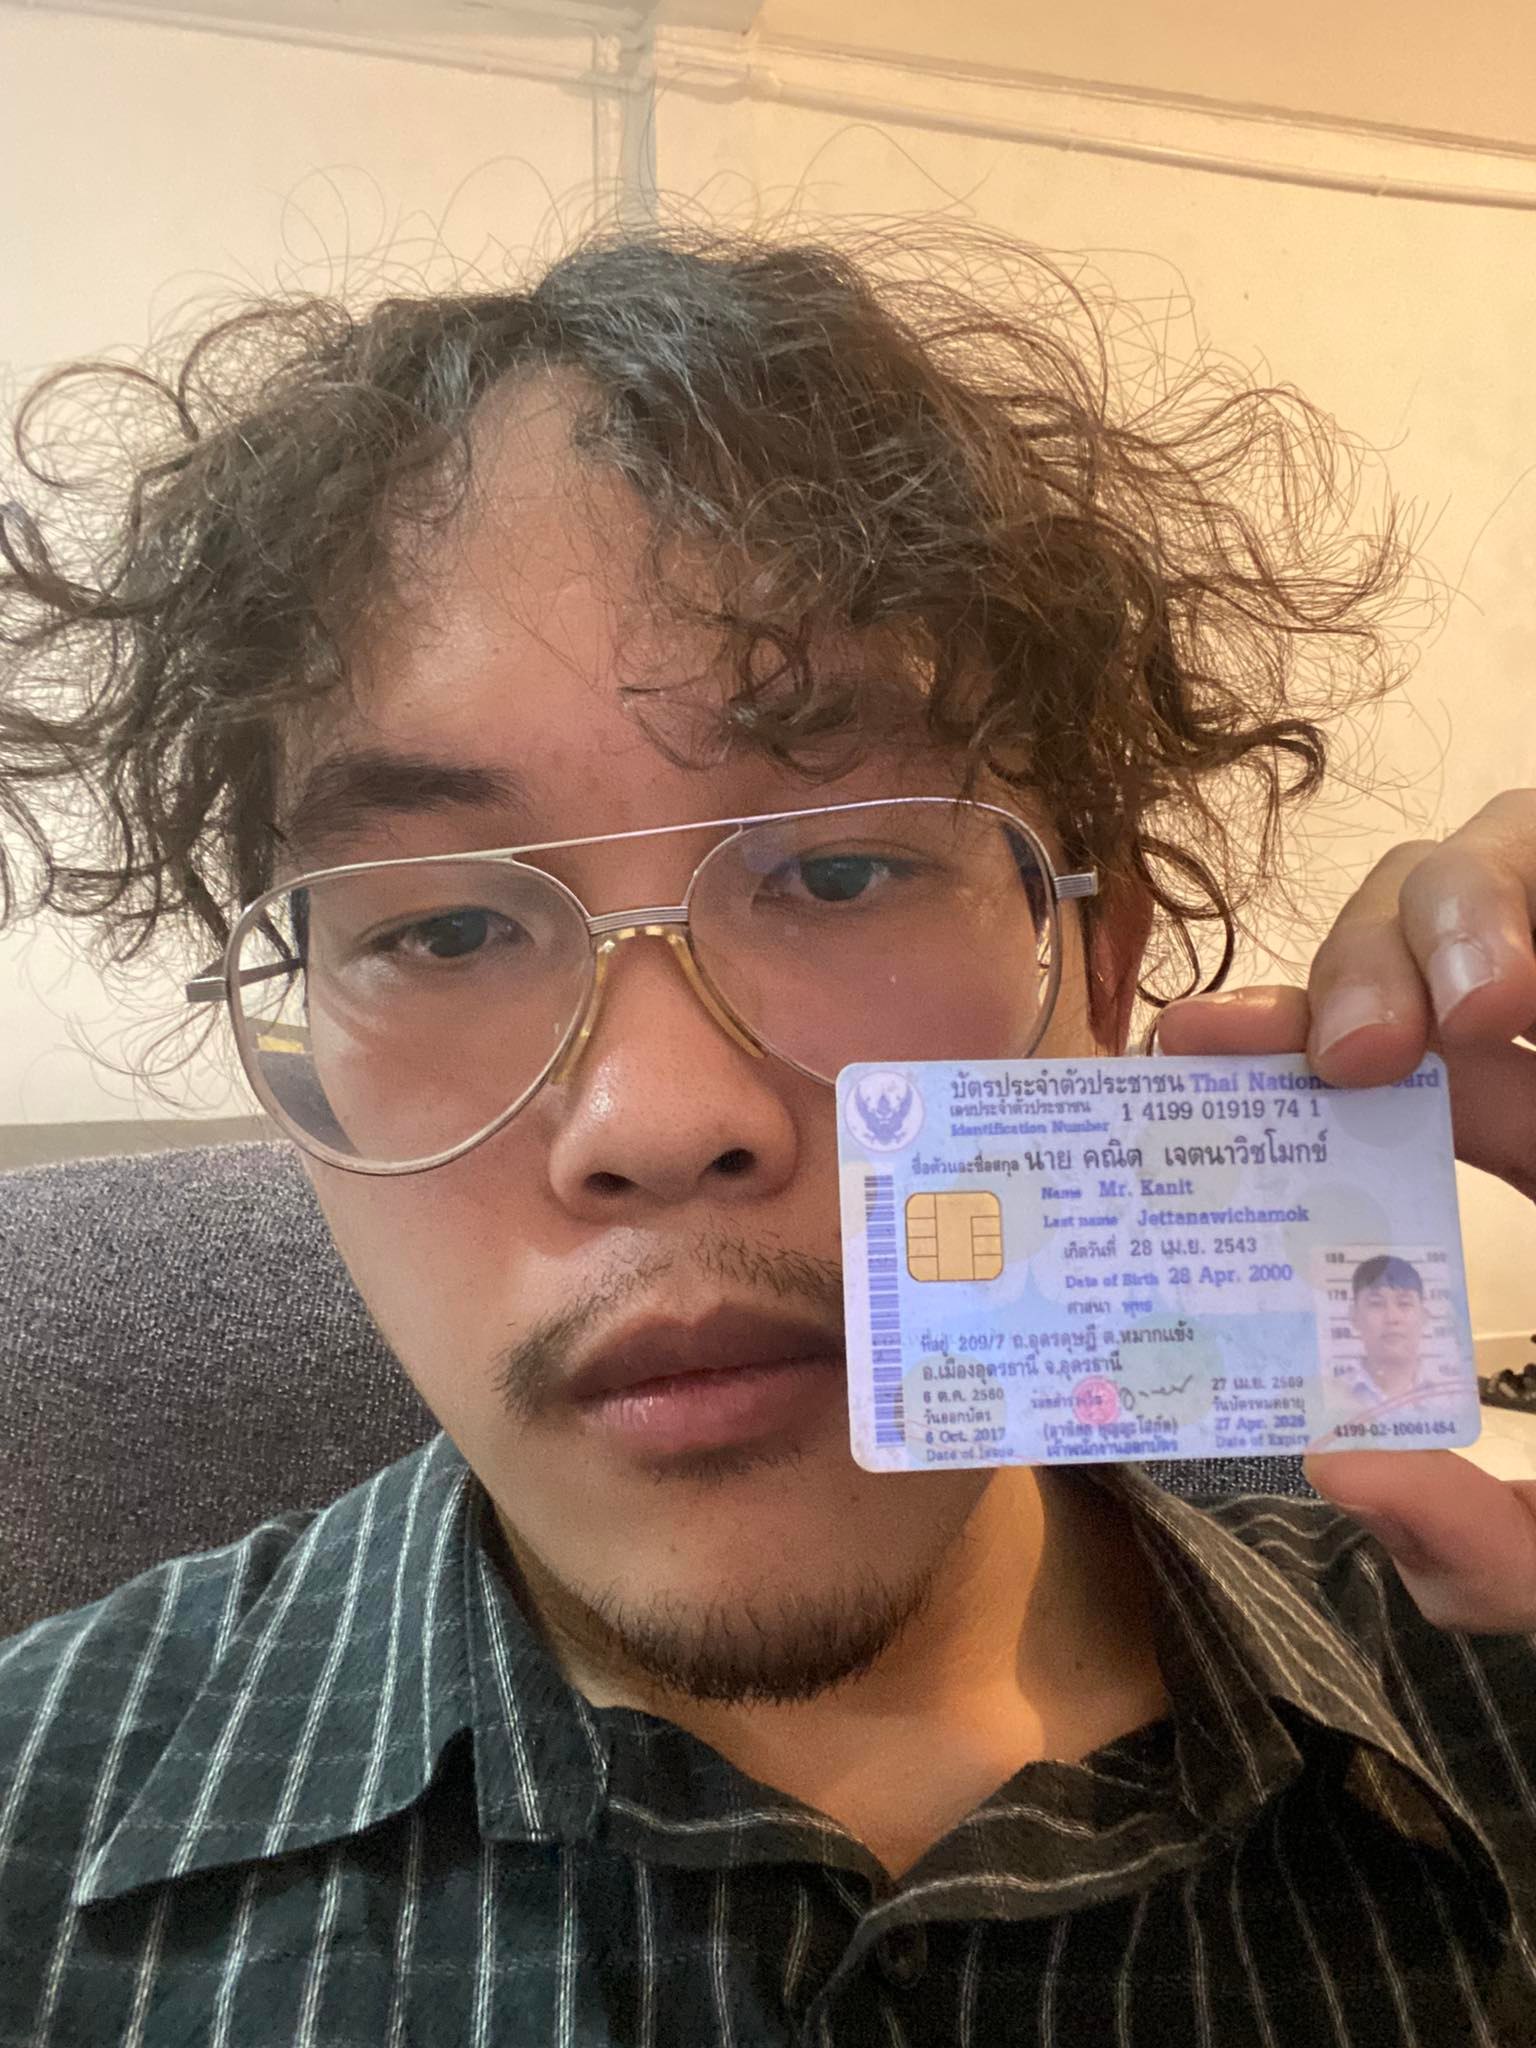 บัตรประจำตัวประชาชน Thai National
เลขประจำตัวประชาชน 1 4199 01919 74 1
Identification Number
ชื่อตัวและชื่อสกุล นาย คณิต เจตนาวิชโมกข์
Name Mr. Kanit
Last name Jettanawichamok
เกิดวันที่ 28 เม.ย. 2543
Date of Birth 28 Apr. 2000
ศาสนา พุทธ
ที่อยู่ 209/7 ถ.อุดรดุษฎี ต.หมากแข้ง
อ.เมืองอุดรธานี จ.อุดรธานี
6 ต.ค. 2560
วันออกบัตร
6 Oct. 2017
Date of Issue
เจ้าพนักงานออกบัตร
27 เม.ย. 2569
วันบัตรหมดอายุ
27 Apr. 2026
Date of Expiry
4199-02-10061454